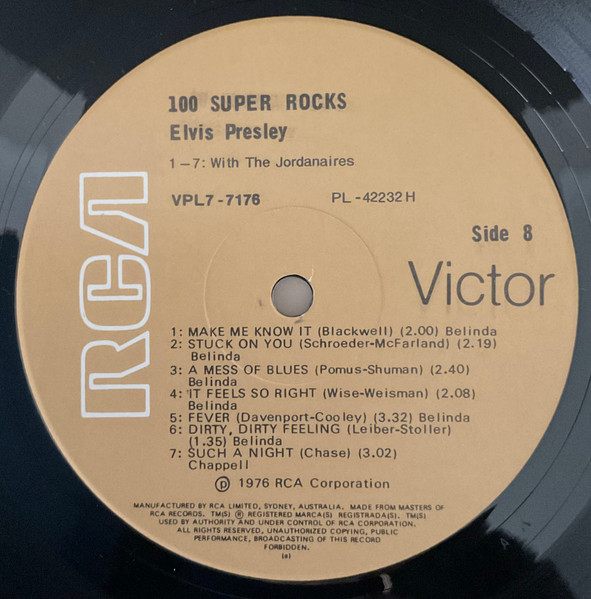 100 SUPER ROCKS
Elvis Presley
1-7: With The Jordanaires
VPL7-7176 PL-42232H
Side 8
RCA Victor
1: MAKE ME KNOW IT (Blackwell) (2.00) Belinda
2: STUCK ON YOU (Schroeder-McFarland) (2.19)
Belinda
3: A MESS OF BLUES (Pomus-Shuman) (2.40)
Belinda
4: IT FEELS SO RIGHT (Wise-Weisman) (2.08)
Belinda
5: FEVER (Davenport-Cooley) (3.32) Belinda
6: DIRTY, DIRTY FEELING (Leiber-Stoller)
(1.35) Belinda
7: SUCH A NIGHT (Chase) (3.02)
Chappell
℗ 1976 RCA Corporation
MANUFACTURED BY RCA LIMITED, SYDNEY, AUSTRALIA. MADE FROM MASTERS OF
RCA RECORDS. TM(S) ® REGISTERED MARCA(S) REGISTRADA(S). TM(S)
USED BY AUTHORITY AND UNDER CONTROL OF RCA CORPORATION.
ALL RIGHTS RESERVED, UNAUTHORIZED COPYING, PUBLIC
PERFORMANCE, BROADCASTING OF THIS RECORD
FORBIDDEN.
(a)